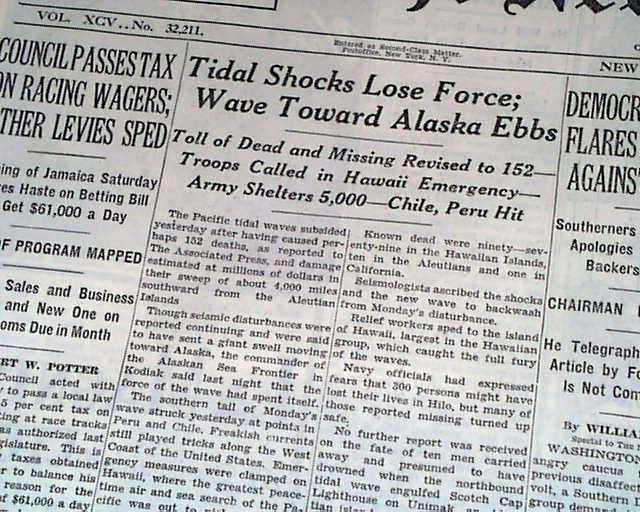 VOL. XCV..No. 32,211.
Entered as Second-Class Matter.
Postoffice, New York, N. Y.
NEW
COUNCIL PASSES TAX
ON RACING WAGERS;
THER LEVIES SPED
ing of Jamaica Saturday
es Haste on Betting Bill
Get $61,000 a Day
F PROGRAM MAPPED
Sales and Business
and New One on
oms Due in Month
RT W. POTTER
Council acted with
to pass a local law
5 per cent tax on
ting at race tracks
as authorized last
gislature. This is
taxes obtained
r to balance his
reason for the
f $61,000 a day
Tidal Shocks Lose Force;
Wave Toward Alaska Ebbs
Toll of Dead and Missing Revised to 152—
Troops Called in Hawaii Emergency—
Army Shelters 5,000—Chile, Peru Hit
The Pacific tidal waves subsided
yesterday after having caused per-
haps 152 deaths, as reported to
The Associated Press, and damage
estimated at millions of dollars in
their sweep of about 4,000 miles
southward from the Aleutian
Islands
Though seismic disturbances were
reported continuing and were said
to have sent a giant swell moving
toward Alaska, the commander of
the Alaskan Sea Frontier in
Kodiak said last night that the
force of the wave had spent itself.
The southern tail of Monday's
wave struck yesterday at points in
Peru and Chile. Freakish currents
still played tricks along the West
Coast of the United States. Emer-
gency measures were clamped on
Hawaii, where the greatest peace-
time air and sea search of the Pa-
cific was out to
Known dead were ninety—sev-
enty-nine in the Hawaiian Islands,
ten in the Aleutians and one in
California.
Seismologists ascribed the shocks
and the new wave to backwash
from Monday's disturbance.
Relief workers sped to the island
of Hawaii, largest in the Hawaiian
group, which caught the full fury
of the waves.
Navy officials had expressed
fears that 300 persons might have
lost their lives in Hilo, but many of
those reported missing turned up
safe.
No further report was received
on the fate of ten men carried
away and presumed to have
drowned when the northbound
tidal wave engulfed Scotch Cap
Lighthouse on Unimak
DEMOCR
FLARES
AGAINS
Southerners
Apologies
Backers
CHAIRMAN
He Telegraph
Article by Fo
Is Not Com
By WILLIA
Special to THE
WASHINGTON
angry caucus
previous disaffect
volt, a Southern
group demand